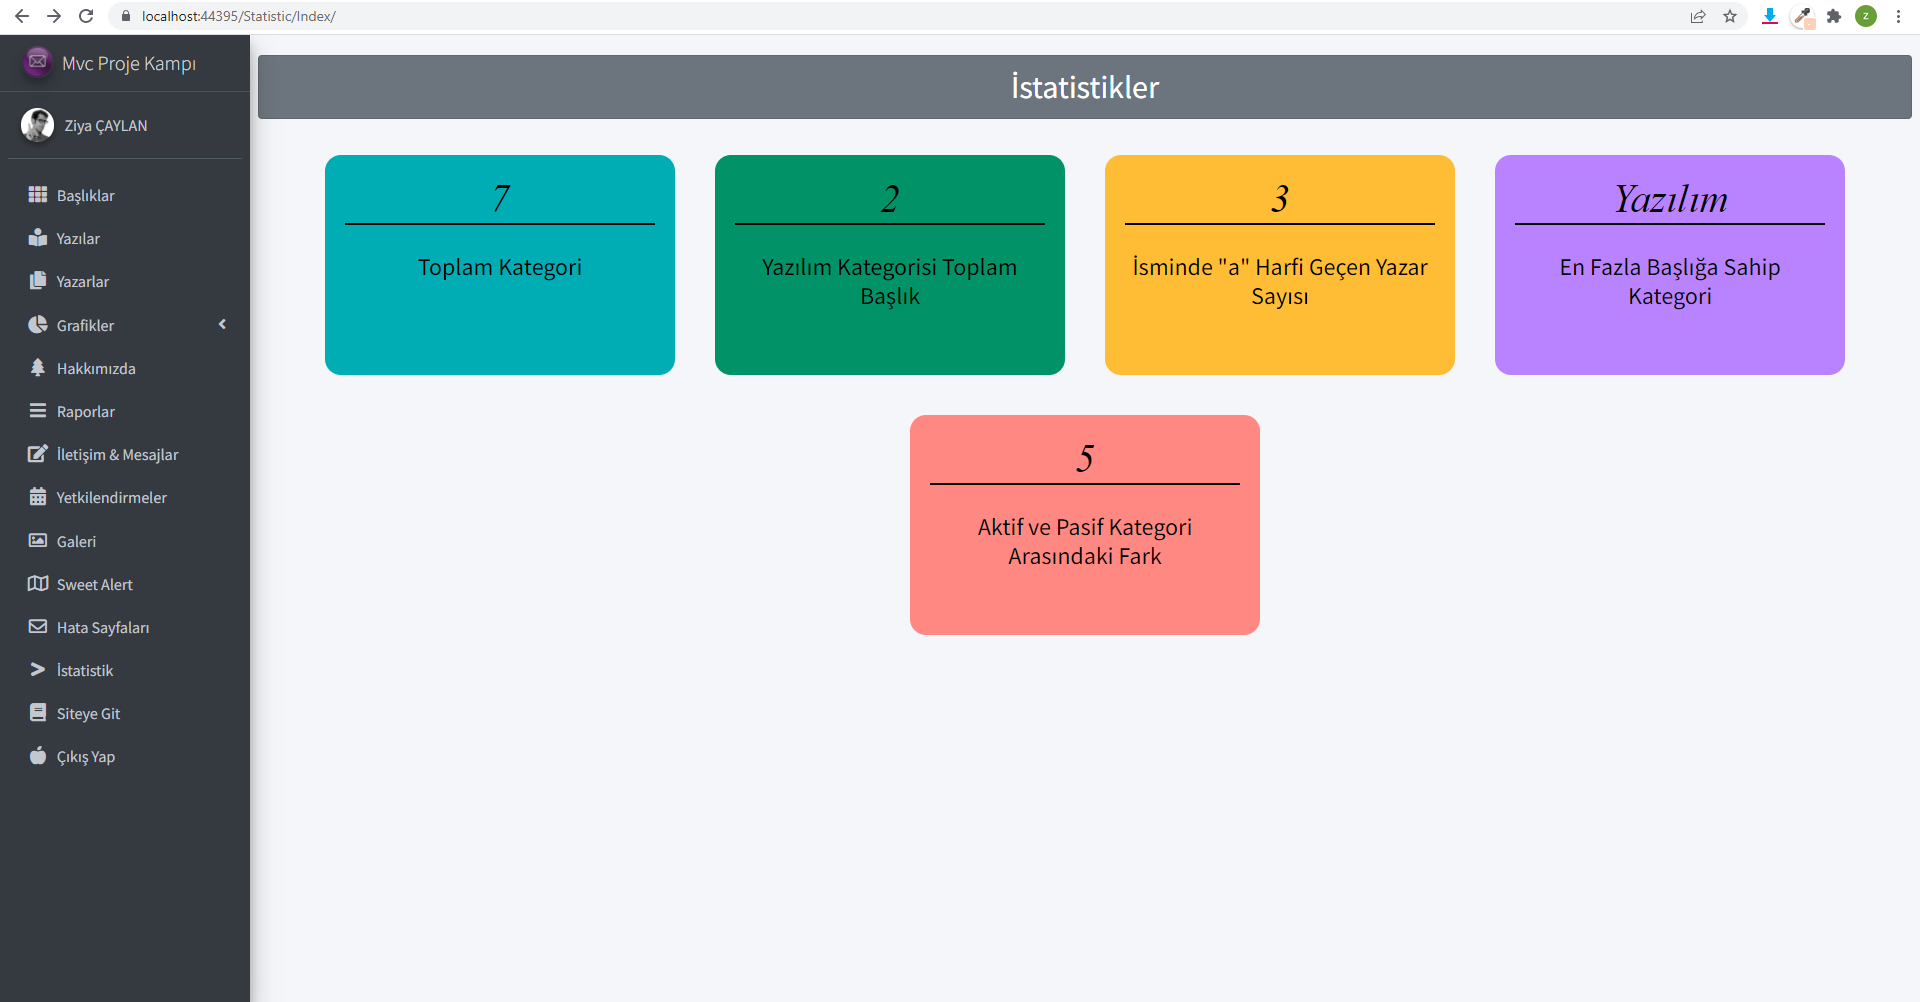 localhost:44395/Statistic/Index/
z
Mvc Proje Kampı
Ziya ÇAYLAN
Başlıklar
Yazılar
Yazarlar
Grafikler
Hakkımızda
Raporlar
İletişim & Mesajlar
Yetkilendirmeler
Galeri
Sweet Alert
Hata Sayfaları
İstatistik
Siteye Git
Çıkış Yap
İstatistikler
7
Toplam Kategori
2
Yazılım Kategorisi Toplam
Başlık
3
İsminde "a" Harfi Geçen Yazar
Sayısı
Yazılım
En Fazla Başlığa Sahip
Kategori
5
Aktif ve Pasif Kategori
Arasındaki Fark